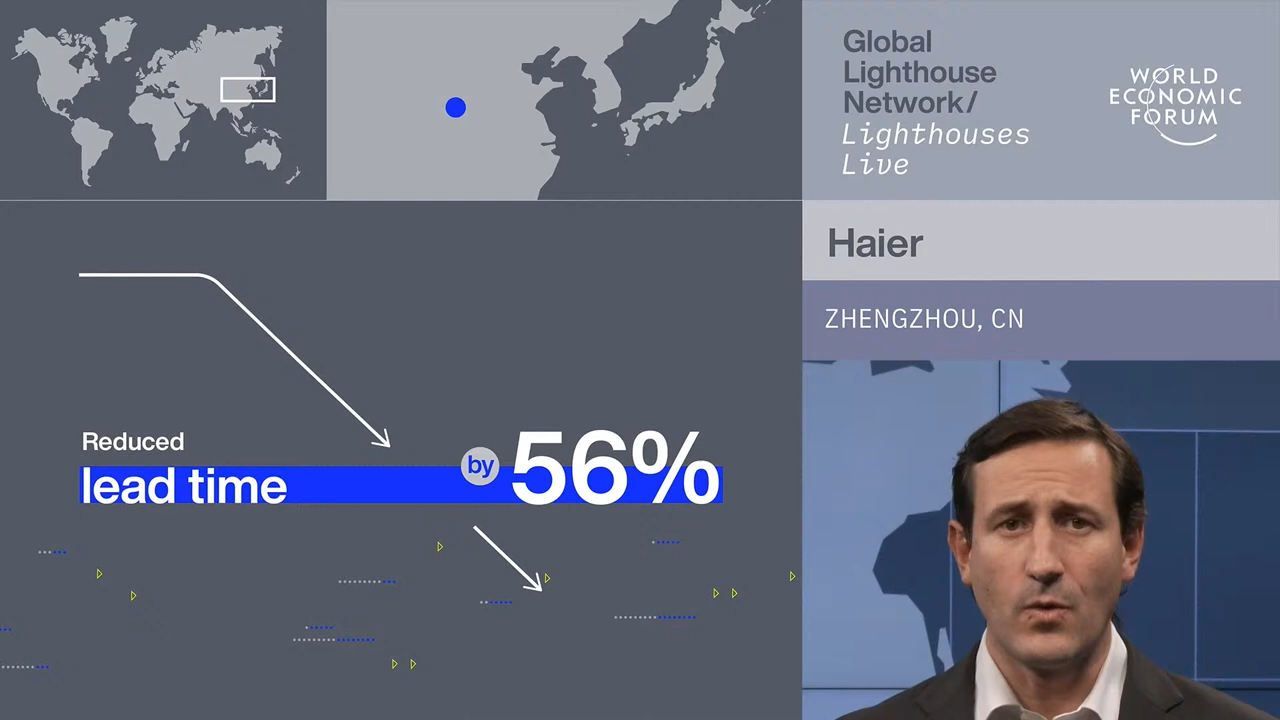 Global
Lighthouse
Network/
Lighthouses
Live
WORLD
ECONOMIC
FORUM
Haier
ZHENGZHOU, CN
Reduced
lead time
by
56%